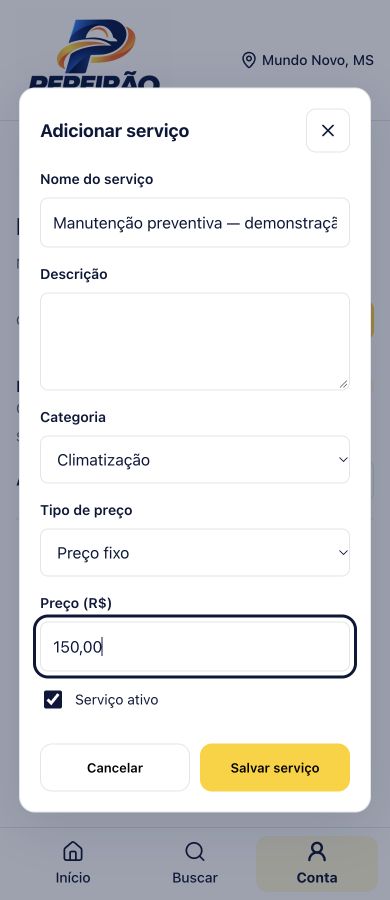 PEREIRÃO
Mundo Novo, MS
Adicionar serviço
Nome do serviço
Manutenção preventiva — demonstraçã
Descrição
Categoria
Climatização
Tipo de preço
Preço fixo
Preço (R$)
150,00
Serviço ativo
Cancelar
Salvar serviço
Início
Buscar
Conta